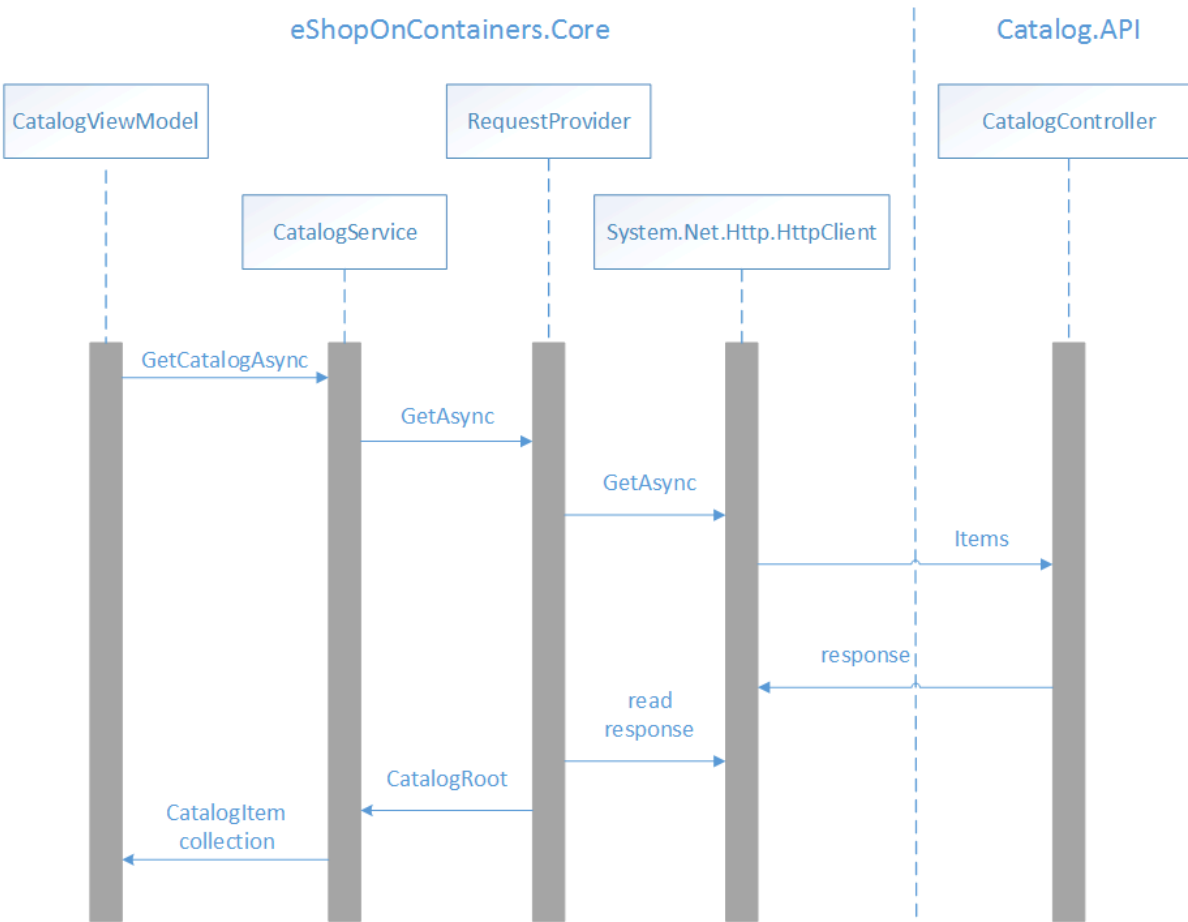 eShopOnContainers.Core
Catalog.API
CatalogViewModel
RequestProvider
CatalogController
CatalogService
System.Net.Http.HttpClient
GetCatalogAsync
GetAsync
GetAsync
Items
response
read
response
CatalogRoot
CatalogItem
collection